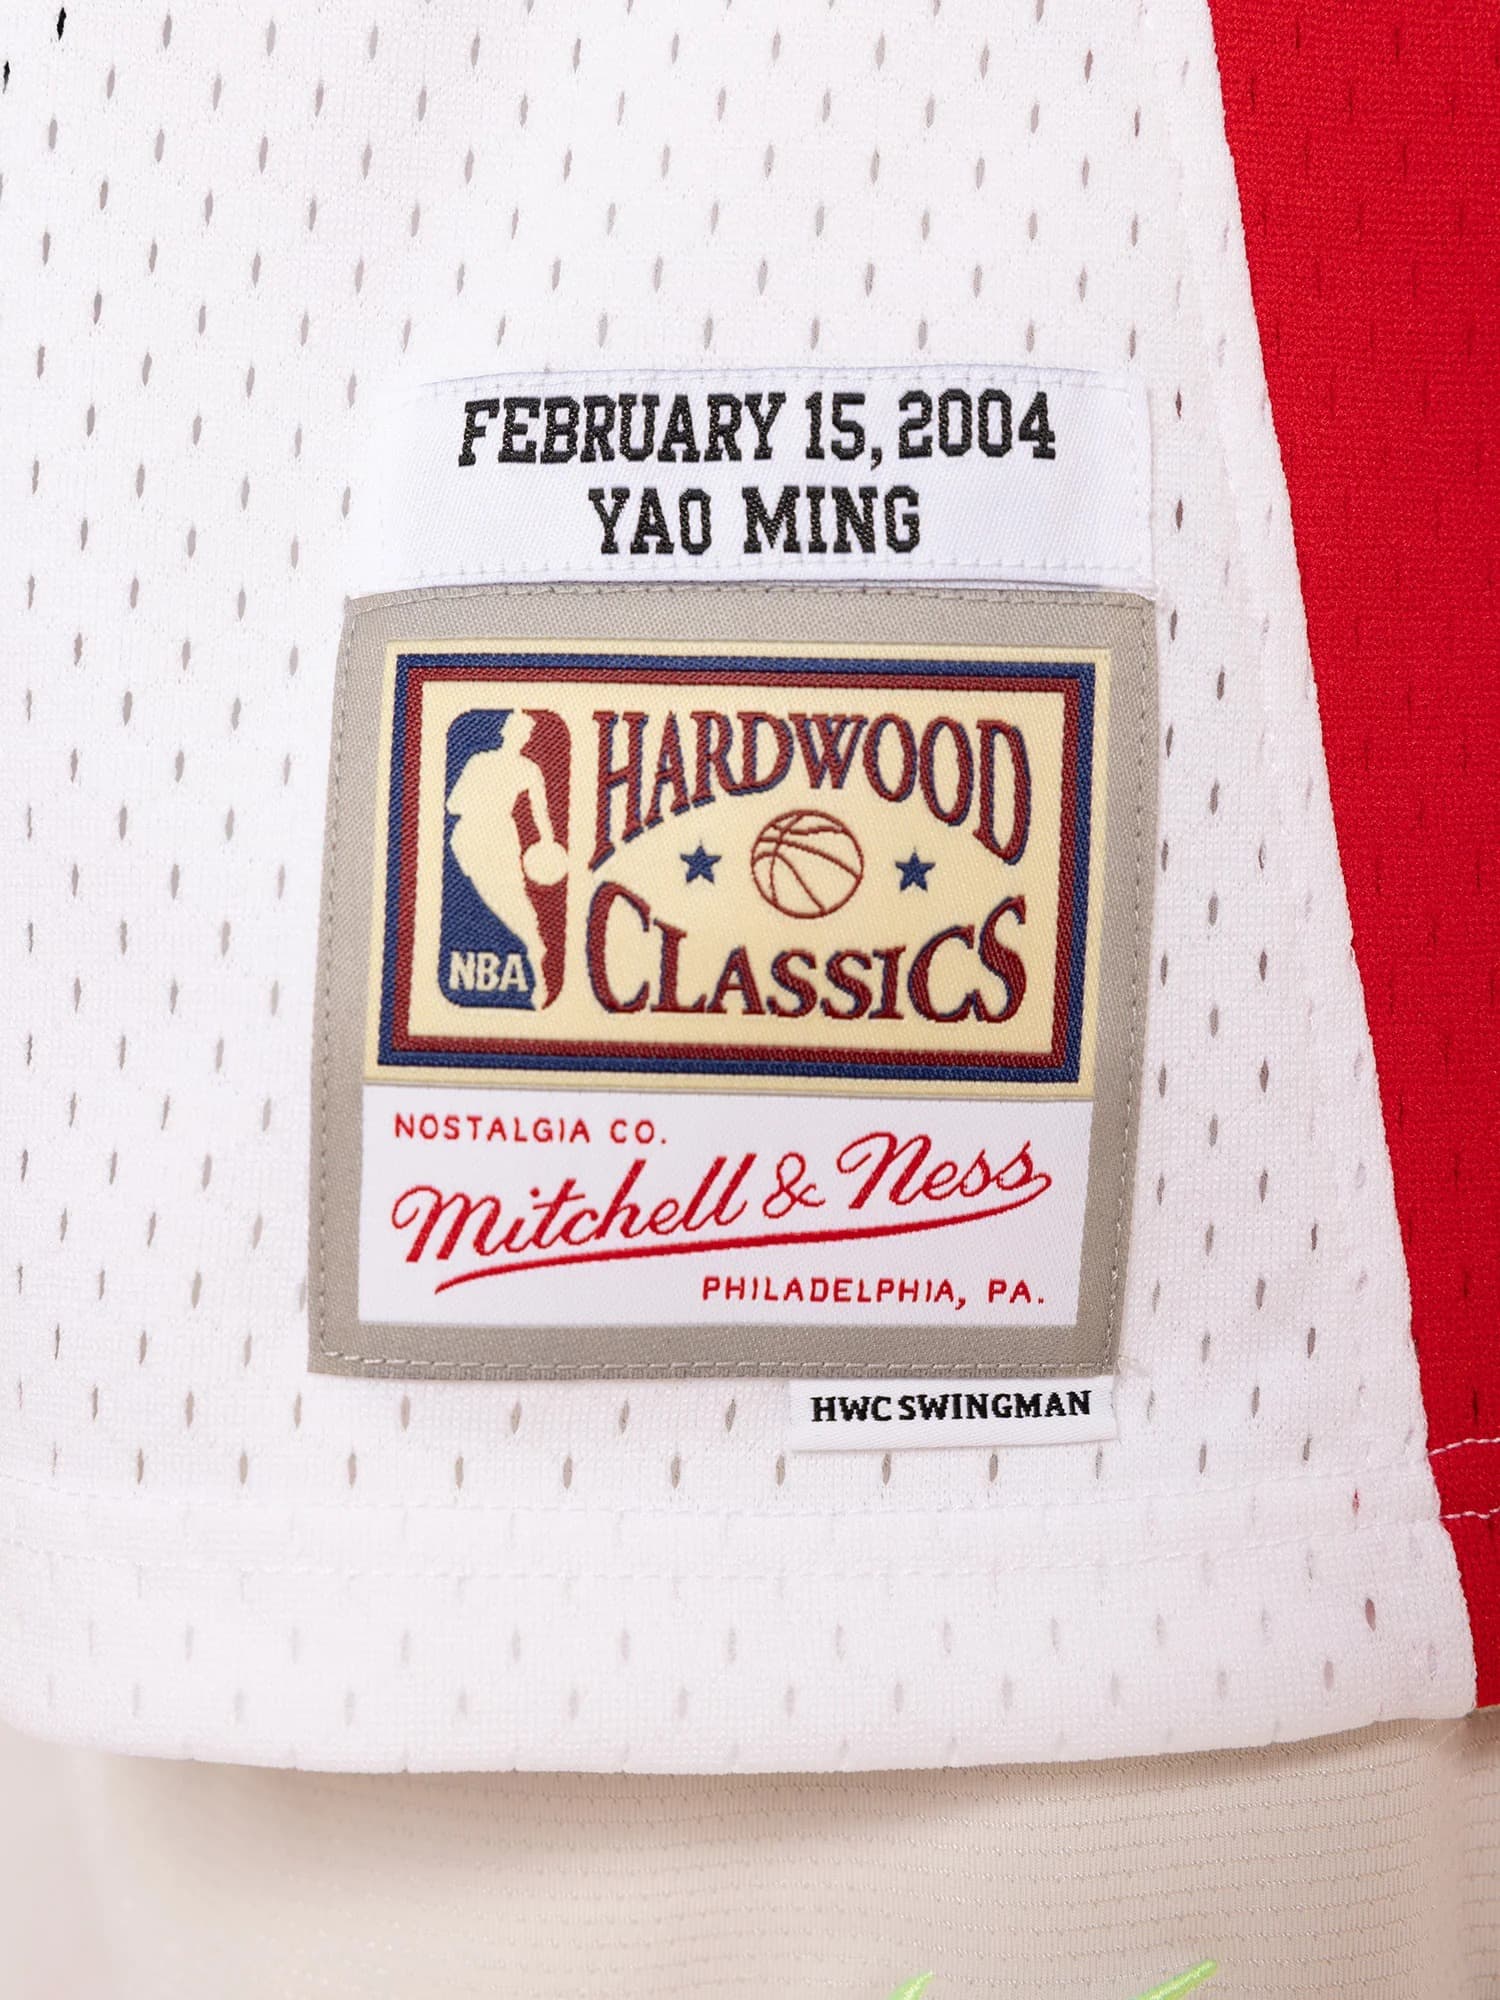 FEBRUARY 15, 2004
YAO MING
HARDWOOD
CLASSICS
NBA
NOSTALGIA CO.
Mitchell & Ness
PHILADELPHIA, PA.
HWC SWINGMAN